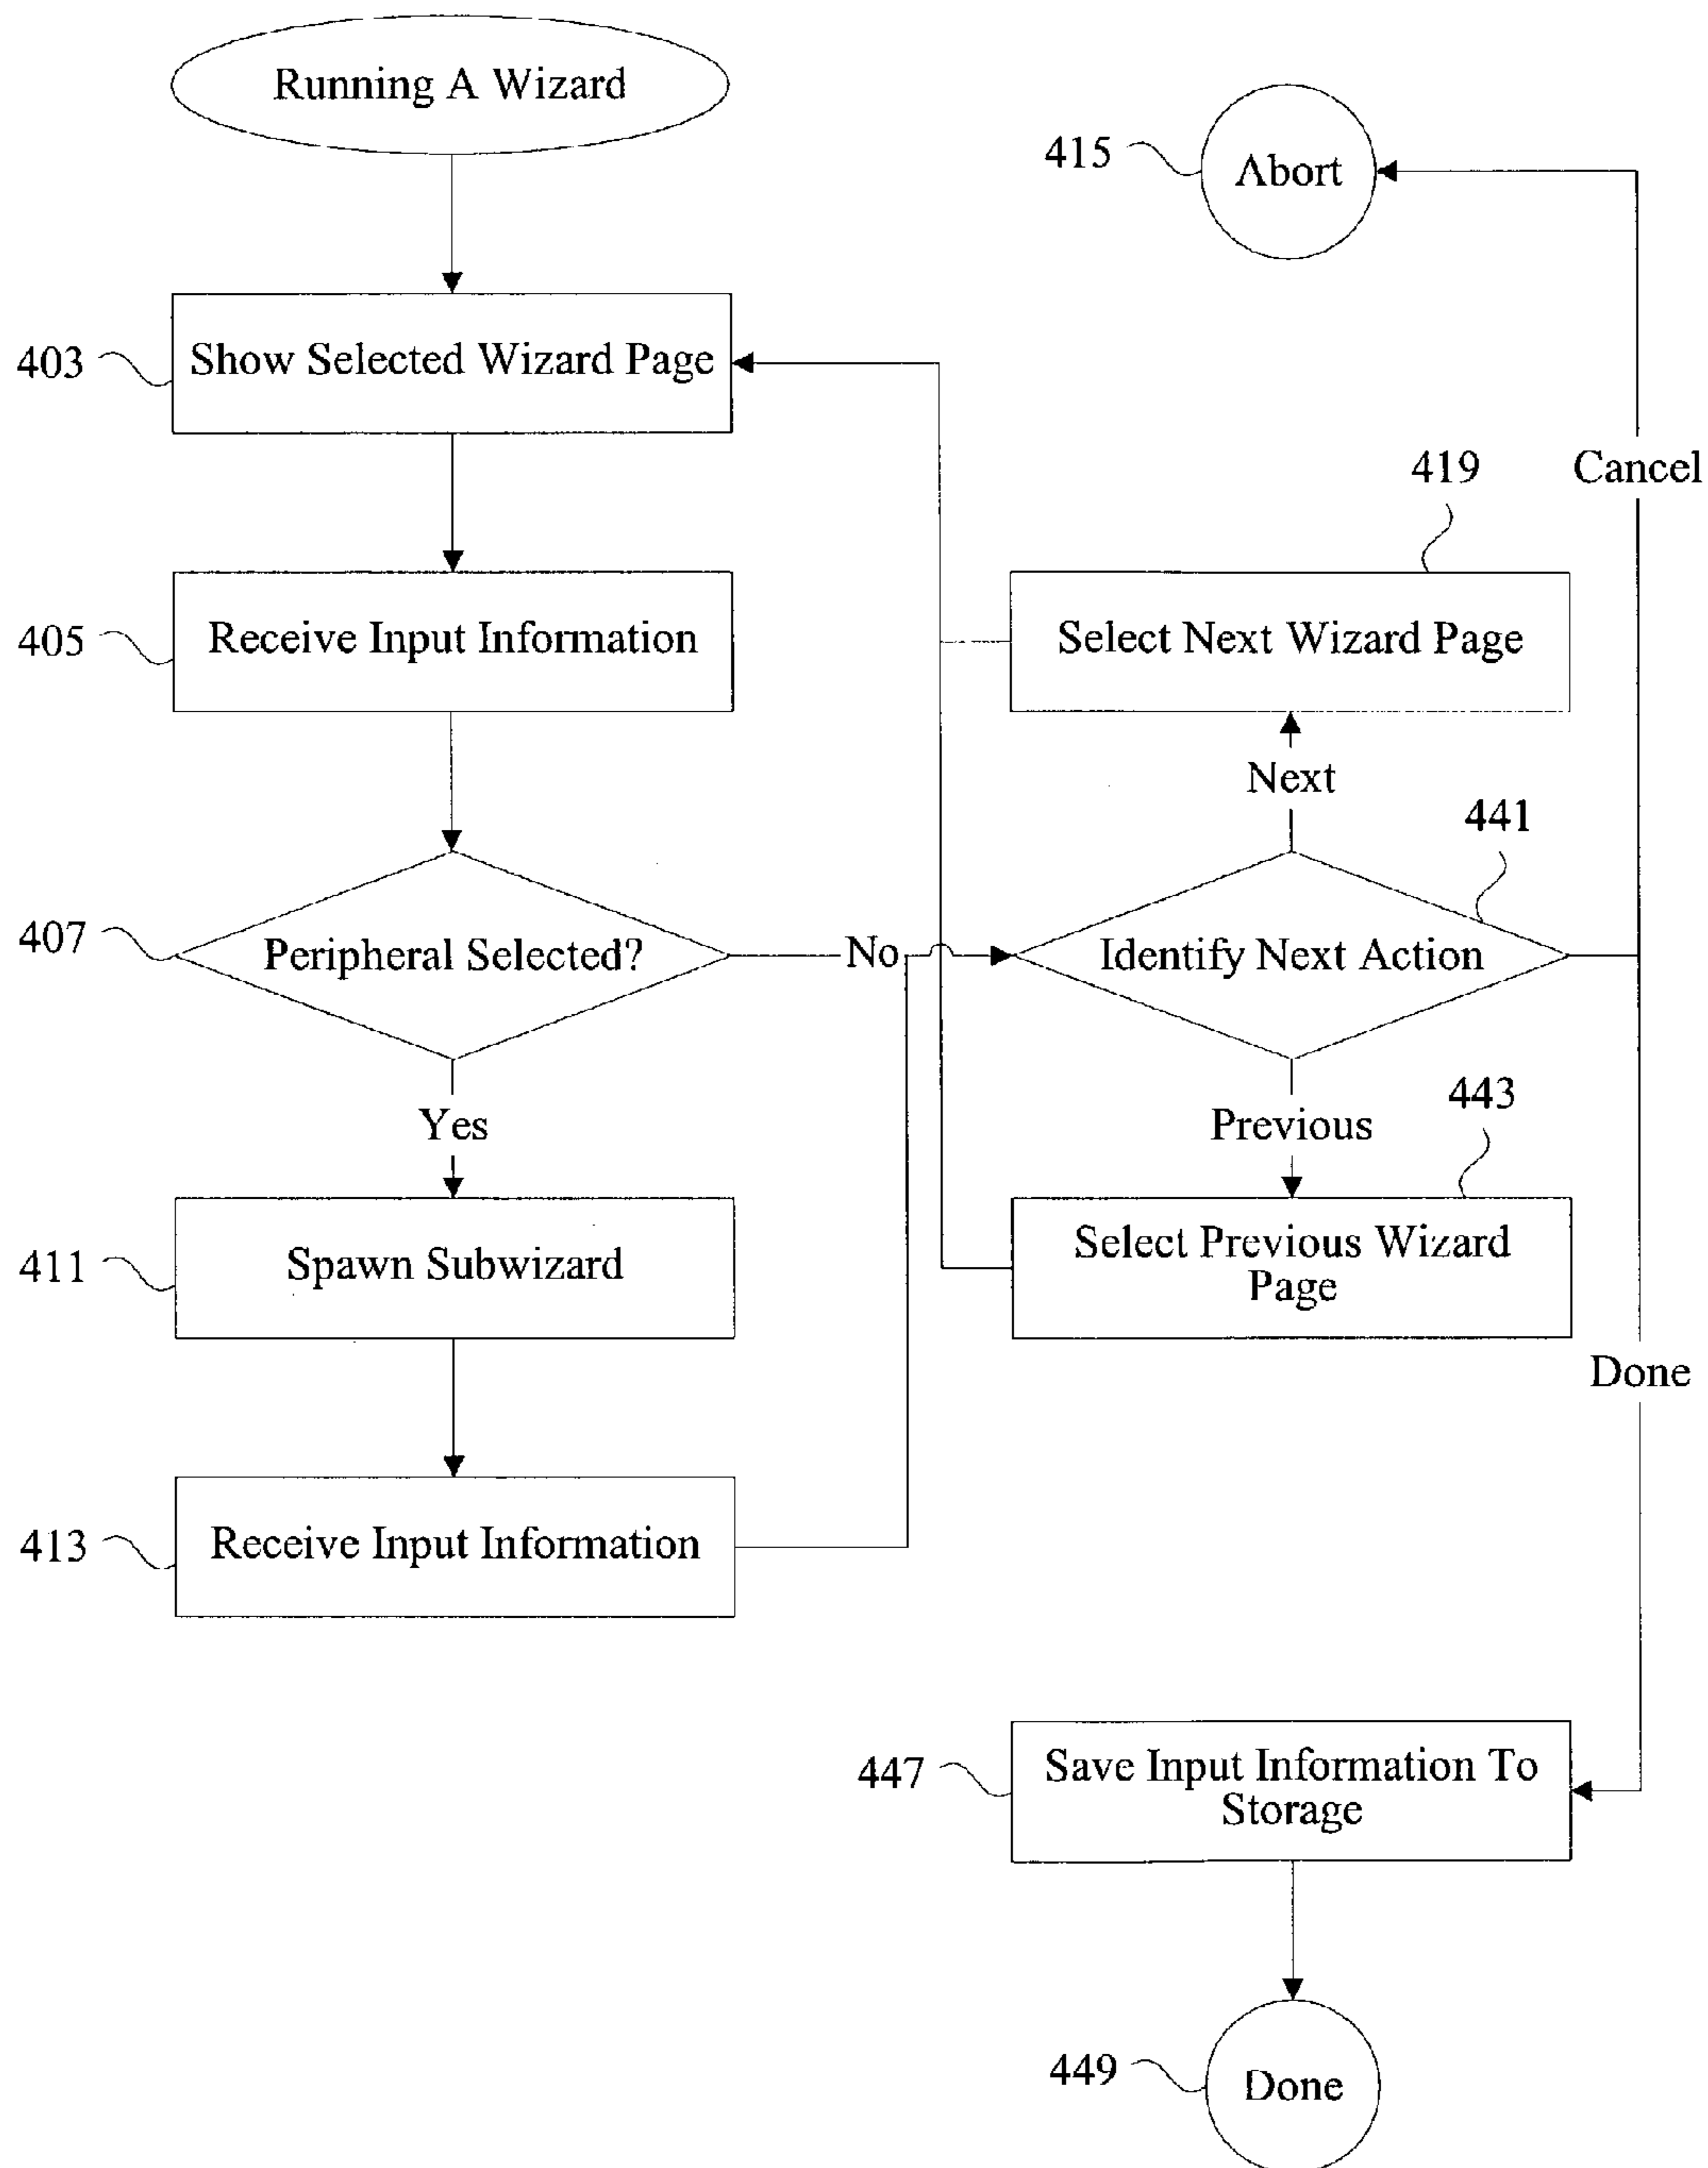 Running A Wizard
415
Abort
403
Show Selected Wizard Page
419
Cancel
405
Receive Input Information
Select Next Wizard Page
Next
441
407
Peripheral Selected?
No
Identify Next Action
Yes
Previous
443
411
Spawn Subwizard
Select Previous Wizard
Page
Done
413
Receive Input Information
447
Save Input Information To
Storage
449
Done